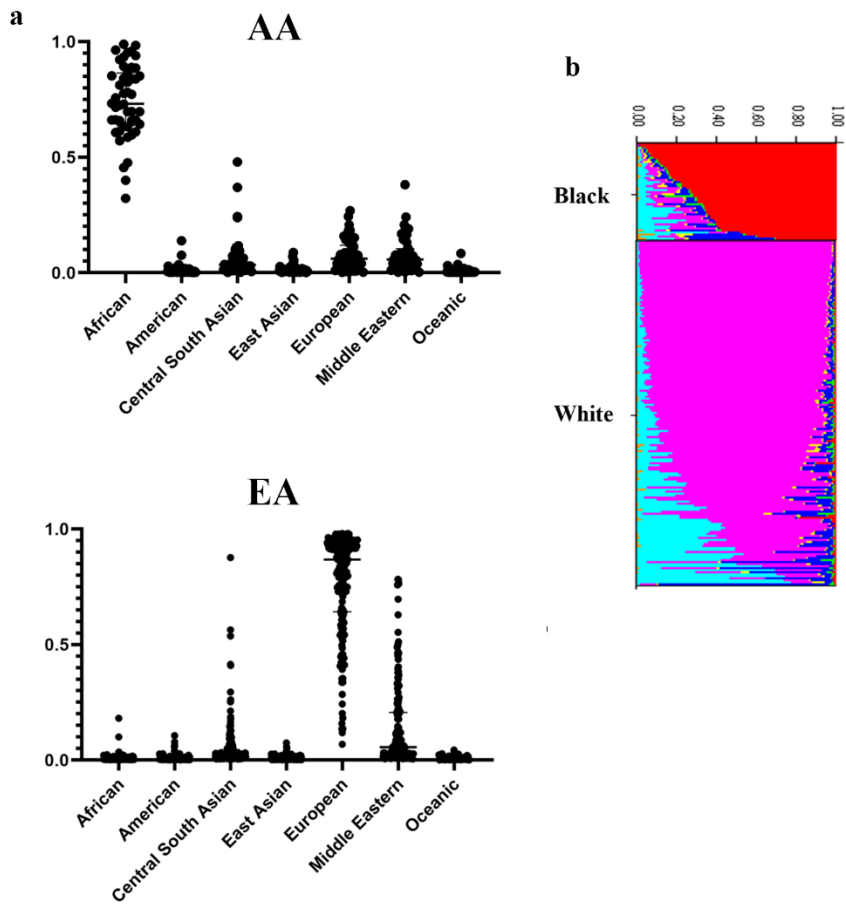 a
AA
1.0
0.5
0.0
African
American
Central South Asian
East Asian
European
Middle Eastern
Oceanic
EA
1.0
0.5
0.0
African
American
Central South Asian
East Asian
European
Middle Eastern
Oceanic
b
0.00 0.20 0.40 0.60 0.80 1.00
Black
White